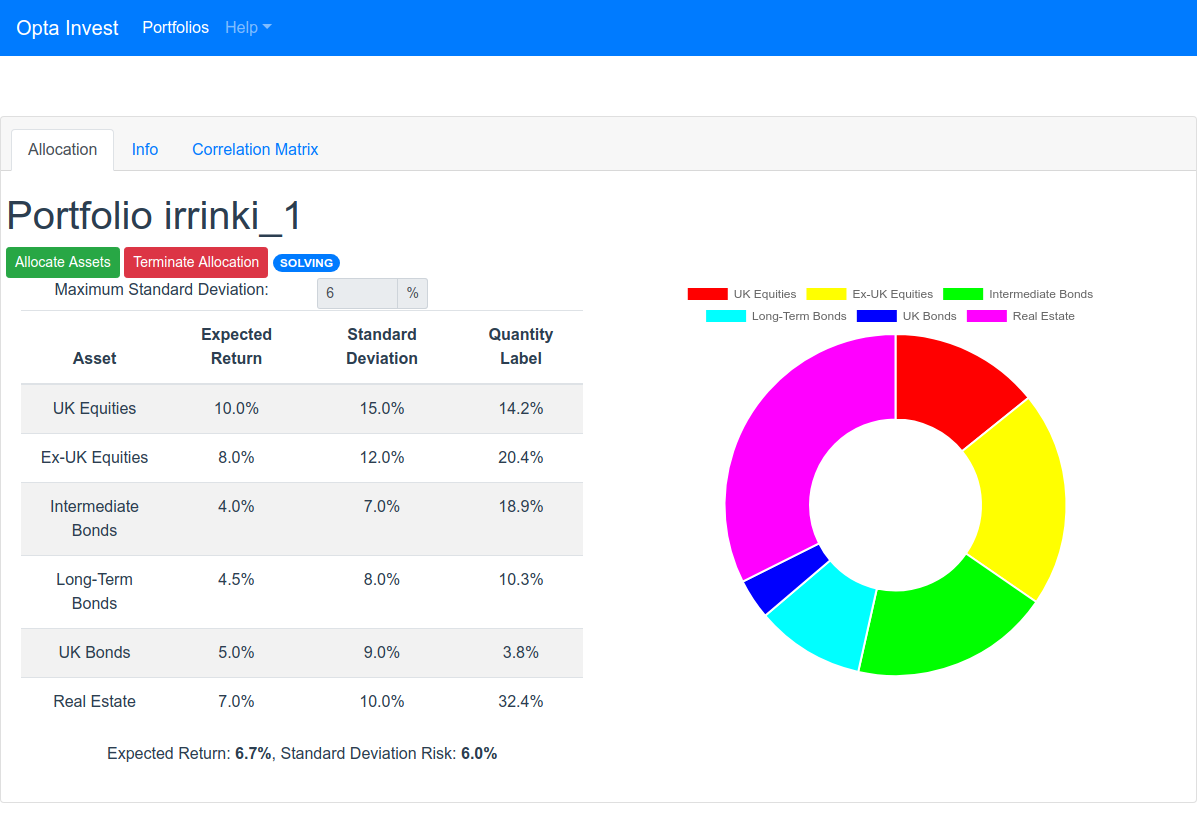 Opta Invest Portfolios Help
Allocation Info Correlation Matrix
Portfolio irrinki_1
Allocate Assets Terminate Allocation SOLVING
Maximum Standard Deviation: 6 %
Asset Expected Return Standard Deviation Quantity Label
UK Equities 10.0% 15.0% 14.2%
Ex-UK Equities 8.0% 12.0% 20.4%
Intermediate Bonds 4.0% 7.0% 18.9%
Long-Term Bonds 4.5% 8.0% 10.3%
UK Bonds 5.0% 9.0% 3.8%
Real Estate 7.0% 10.0% 32.4%
Expected Return: 6.7%, Standard Deviation Risk: 6.0%
UK Equities Ex-UK Equities Intermediate Bonds
Long-Term Bonds UK Bonds Real Estate